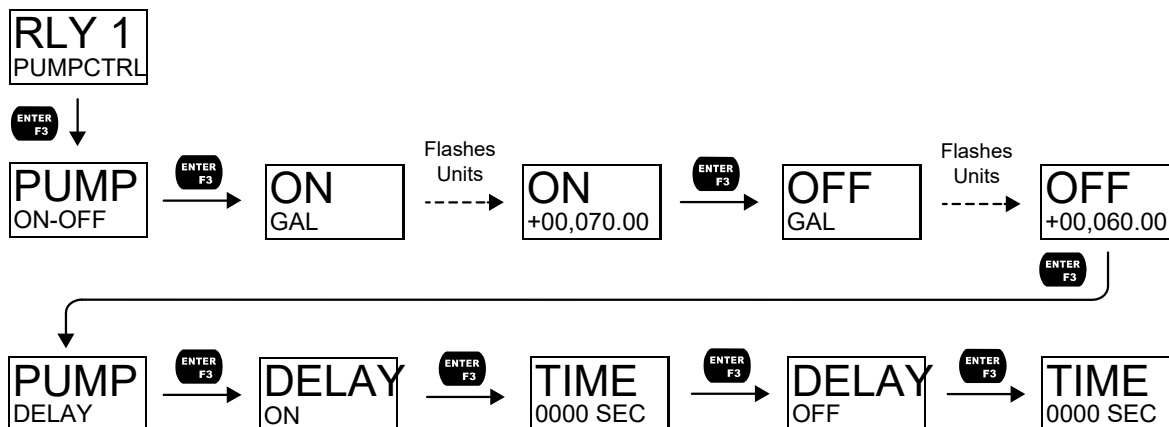 RLY 1
PUMPCTRL
ENTER
F3
PUMP
ON-OFF
ENTER
F3
ON
GAL
Flashes
Units
ON
+00,070.00
ENTER
F3
OFF
GAL
Flashes
Units
OFF
+00,060.00
ENTER
F3
PUMP
DELAY
ENTER
F3
DELAY
ON
ENTER
F3
TIME
0000 SEC
ENTER
F3
DELAY
OFF
ENTER
F3
TIME
0000 SEC